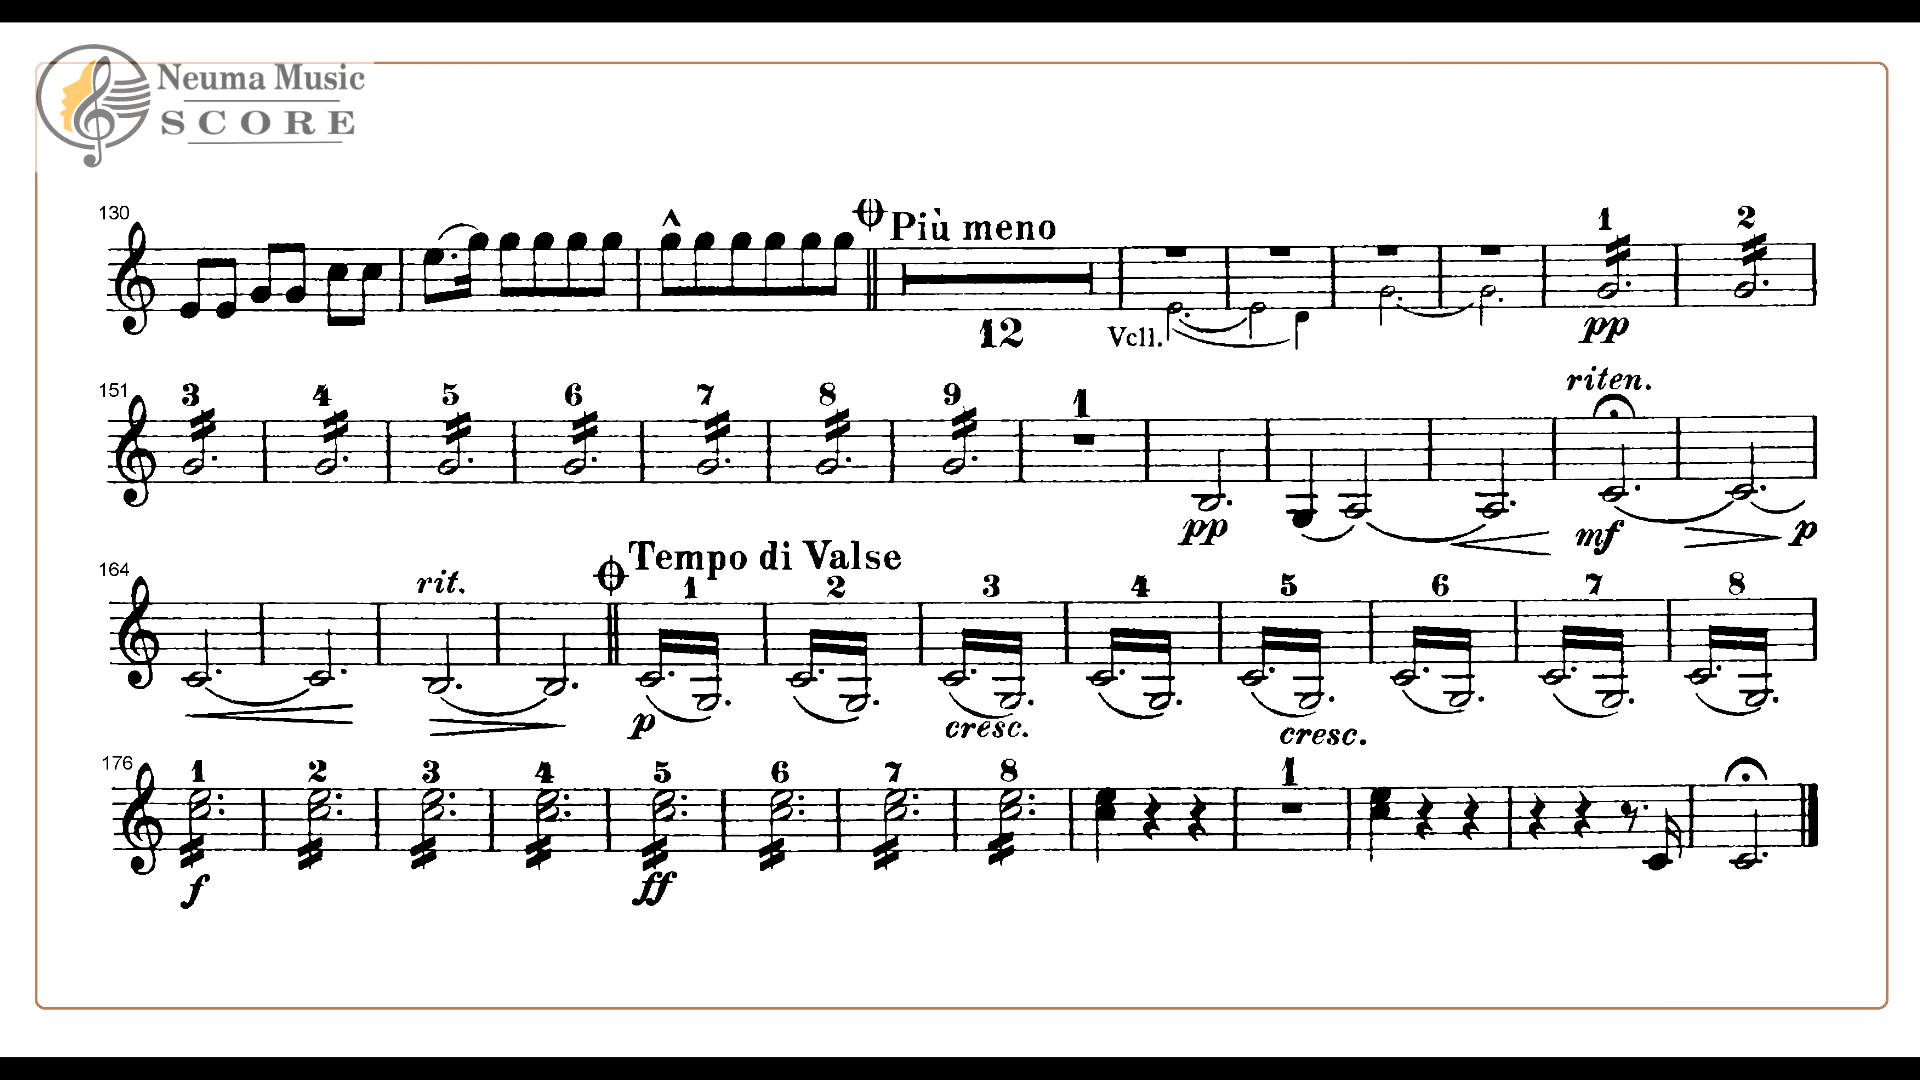 Neuma Music
SCORE
130
Più meno
1 2
12
Vcll.
pp
riten.
151
3 4 5 6 7 8 9 1
pp mf p
Tempo di Valse
164
rit.
1 2 3 4 5 6 7 8
p cresc. cresc.
176
1 2 3 4 5 6 7 8 1
f ff